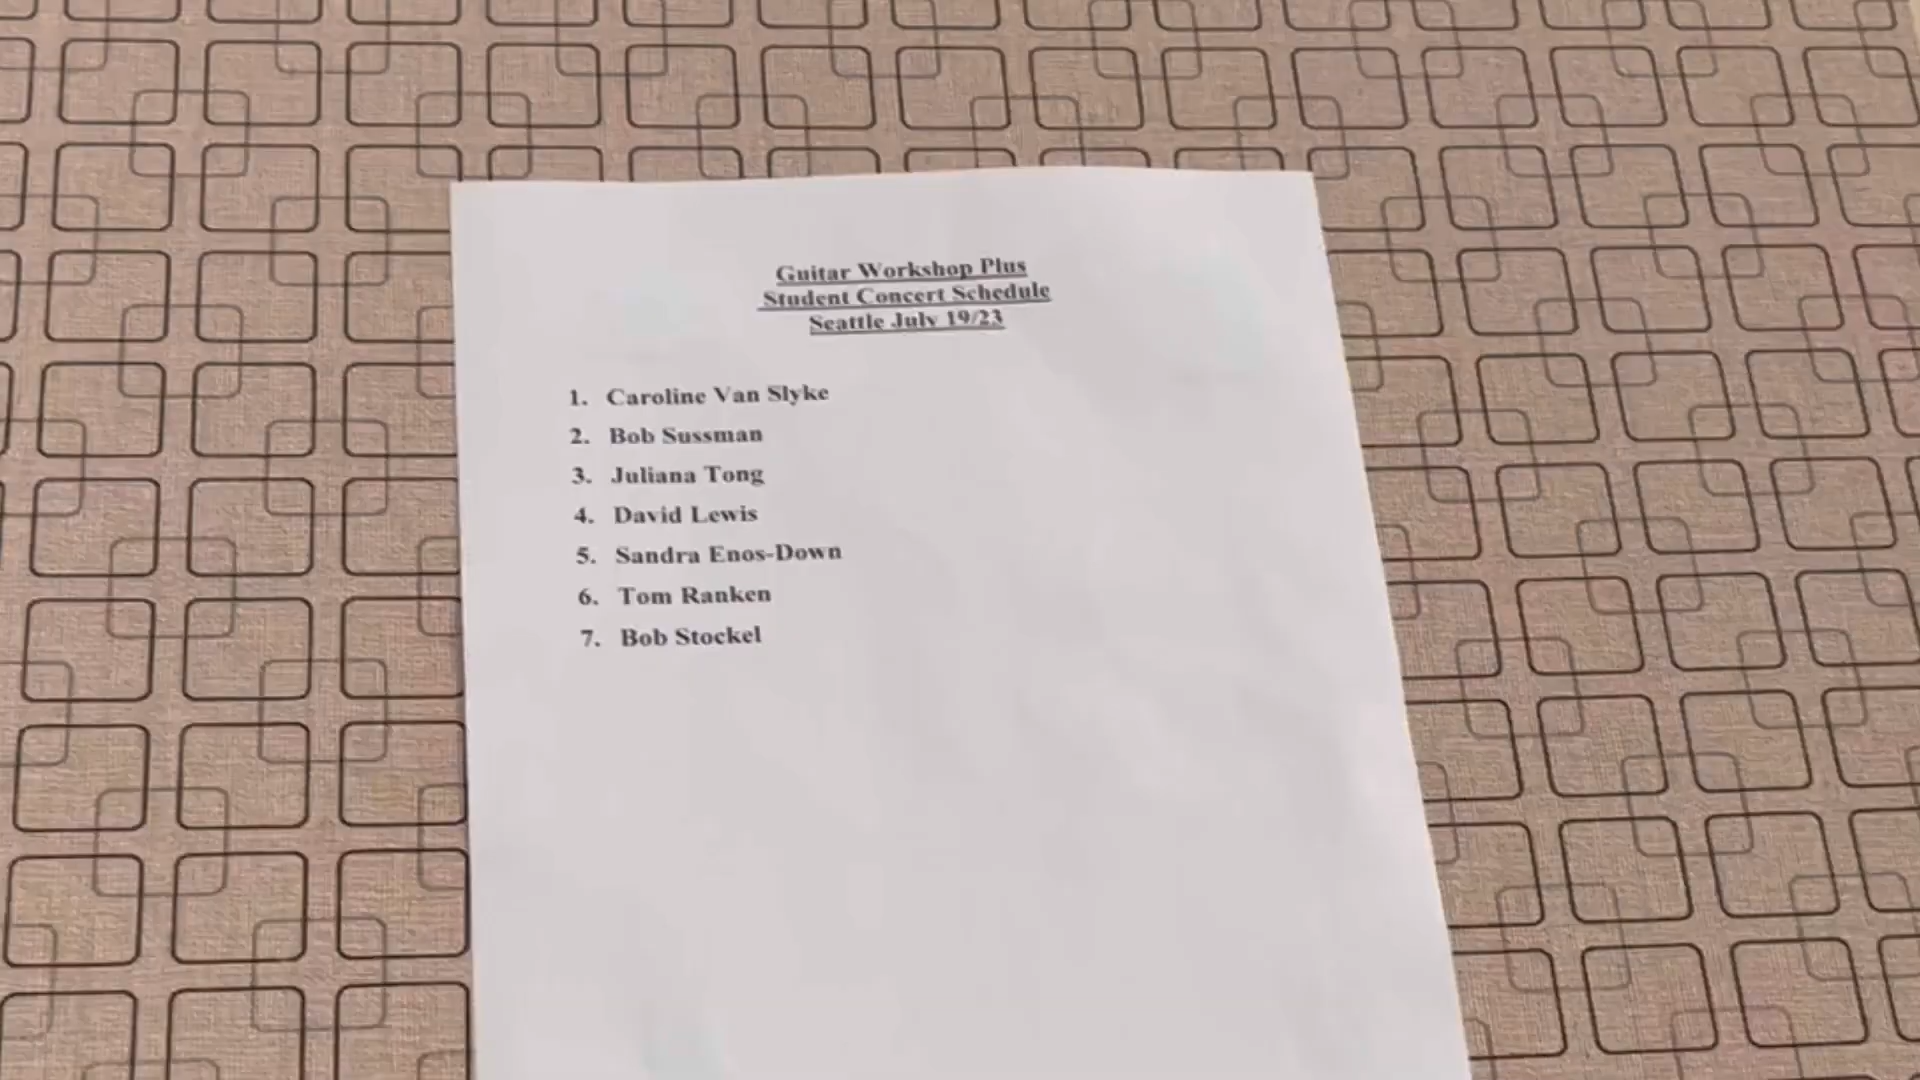 Guitar Workshop Plus
Student Concert Schedule
Seattle July 19/23
1. Caroline Van Slyke
2. Bob Sussman
3. Juliana Tong
4. David Lewis
5. Sandra Enos-Down
6. Tom Ranken
7. Bob Stockel